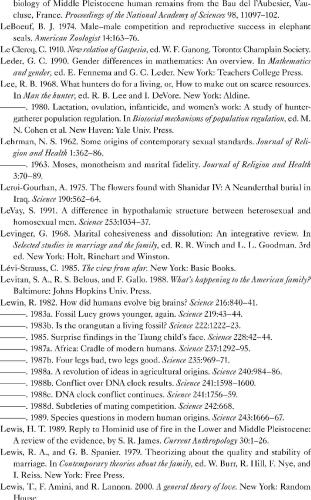 biology of Middle Pleistocene human remains from the Bau del l'Aubesier, Vau-
cluse, France. Proceedings of the National Academy of Sciences 98, 11097–102.
LeBoeuf, B. J. 1974. Male–male competition and reproductive success in elephant
seals. American Zoologist 14:163–76.
Le Clercq, C. 1910. New relation of Gaspesia, ed. W. F. Ganong. Toronto: Champlain Society.
Leder, G. C. 1990. Gender differences in mathematics: An overview. In Mathematics
and gender, ed. E. Fennema and G. C. Leder. New York: Teachers College Press.
Lee, R. B. 1968. What hunters do for a living, or, How to make out on scarce resources.
In Man the hunter, ed. R. B. Lee and I. DeVore. New York: Aldine.
———. 1980. Lactation, ovulation, infanticide, and women's work: A study of hunter-
gatherer population regulation. In Biosocial mechanisms of population regulation, ed. M.
N. Cohen et al. New Haven: Yale Univ. Press.
Lehrman, N. S. 1962. Some origins of contemporary sexual standards. Journal of Reli-
gion and Health 1:362–86.
———. 1963. Moses, monotheism and marital fidelity. Journal of Religion and Health
3:70–89.
Leroi-Gourhan, A. 1975. The flowers found with Shanidar IV: A Neanderthal burial in
Iraq. Science 190:562–64.
LeVay, S. 1991. A difference in hypothalamic structure between heterosexual and
homosexual men. Science 253:1034–37.
Levinger, G. 1968. Marital cohesiveness and dissolution: An integrative review. In
Selected studies in marriage and the family, ed. R. R. Winch and L. L. Goodman. 3rd
ed. New York: Holt, Rinehart and Winston.
Lévi-Strauss, C. 1985. The view from afar. New York: Basic Books.
Levitan, S. A., R. S. Belous, and F. Gallo. 1988. What's happening to the American family?
Baltimore: Johns Hopkins Univ. Press.
Lewin, R. 1982. How did humans evolve big brains? Science 216:840–41.
———. 1983a. Fossil Lucy grows younger, again. Science 219:43–44.
———. 1983b. Is the orangutan a living fossil? Science 222:1222–23.
———. 1985. Surprise findings in the Taung child's face. Science 228:42–44.
———. 1987a. Africa: Cradle of modern humans. Science 237:1292–95.
———. 1987b. Four legs bad, two legs good. Science 235:969–71.
———. 1988a. A revolution of ideas in agricultural origins. Science 240:984–86.
———. 1988b. Conflict over DNA clock results. Science 241:1598–1600.
———. 1988c. DNA clock conflict continues. Science 241:1756–59.
———. 1988d. Subtleties of mating competition. Science 242:668.
———. 1989. Species questions in modern human origins. Science 243:1666–67.
Lewis, H. T. 1989. Reply to Hominid use of fire in the Lower and Middle Pleistocene:
A review of the evidence, by S. R. James. Current Anthropology 30:1–26.
Lewis, R. A., and G. B. Spanier. 1979. Theorizing about the quality and stability of
marriage. In Contemporary theories about the family, ed. W. Burr, R. Hill, F. Nye, and
I. Reiss. New York: Free Press.
Lewis, T., F. Amini, and R. Lannon. 2000. A general theory of love. New York: Random
House.